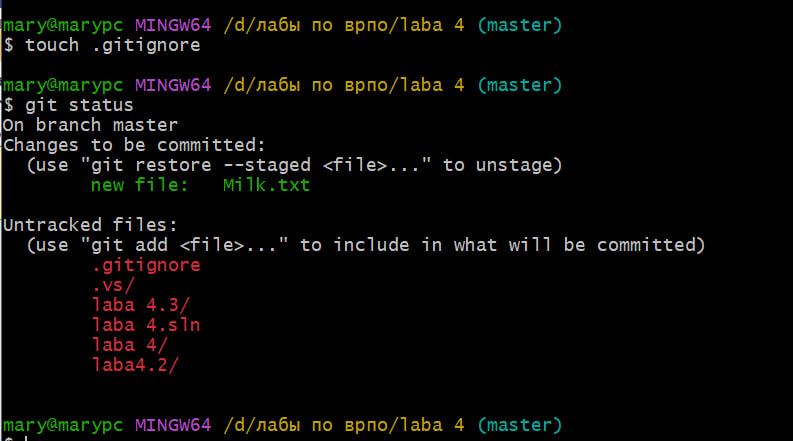 mary@marypc MINGW64 /d/лабы по врпо/laba 4 (master)
$ touch .gitignore
mary@marypc MINGW64 /d/лабы по врпо/laba 4 (master)
$ git status
On branch master
Changes to be committed:
  (use "git restore --staged <file>..." to unstage)
        new file:   Milk.txt
Untracked files:
  (use "git add <file>..." to include in what will be committed)
        .gitignore
        .vs/
        laba 4.3/
        laba 4.sln
        laba 4/
        laba4.2/
mary@marypc MINGW64 /d/лабы по врпо/laba 4 (master)
$